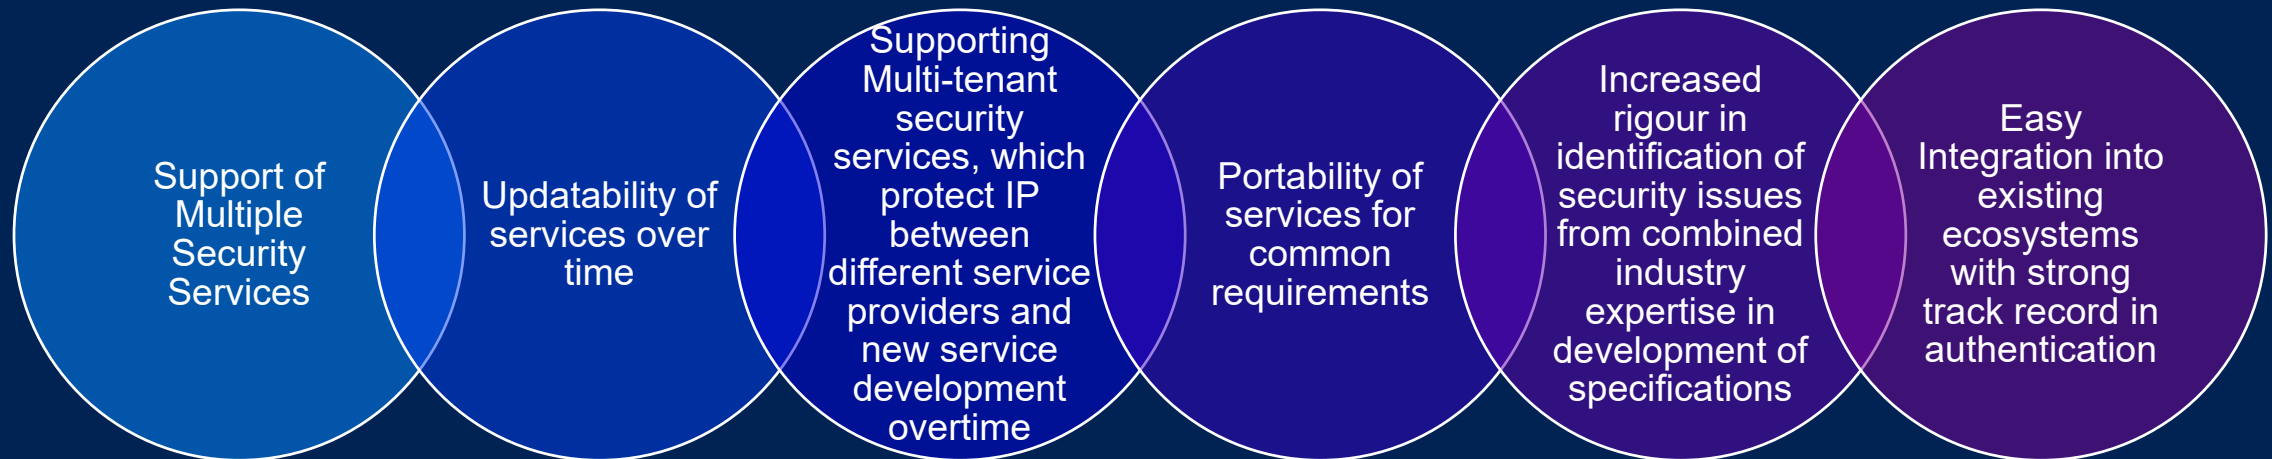 Support of
Multiple
Security
Services
Updatability of
services over
time
Supporting
Multi-tenant
security
services, which
protect IP
between
different service
providers and
new service
development
overtime
Portability of
services for
common
requirements
Increased
rigour in
identification of
security issues
from combined
industry
expertise in
development of
specifications
Easy
Integration into
existing
ecosystems
with strong
track record in
authentication